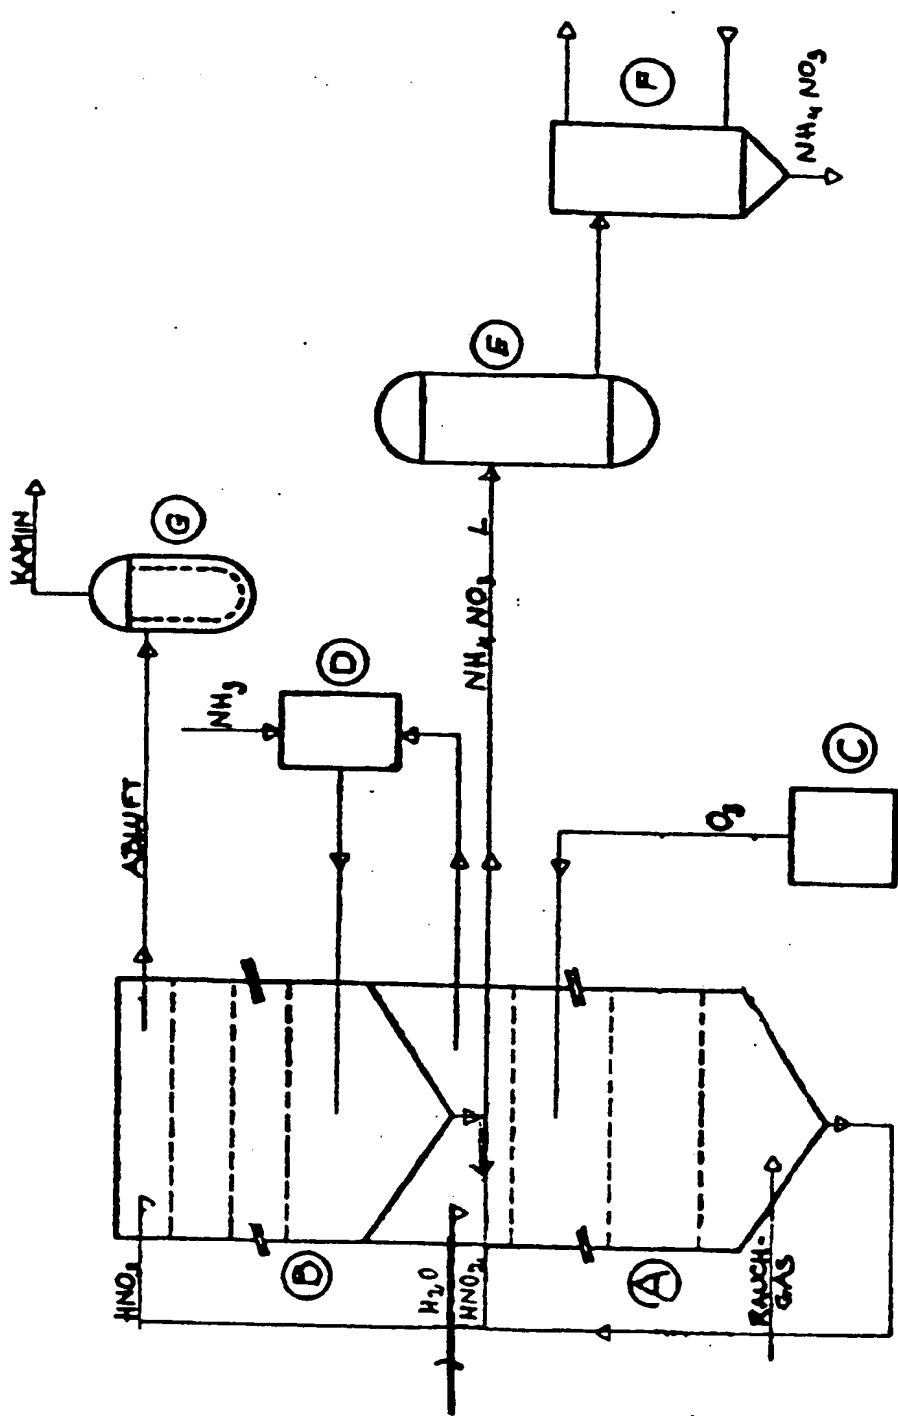 KAMIN
G
ABLUFT
HNO₃
NH₃
D
B
F
NH₄NO₃
E
NH₄NO₃ L
H₂O
HNO₃
O₃
C
A
RAUCH-
GAS